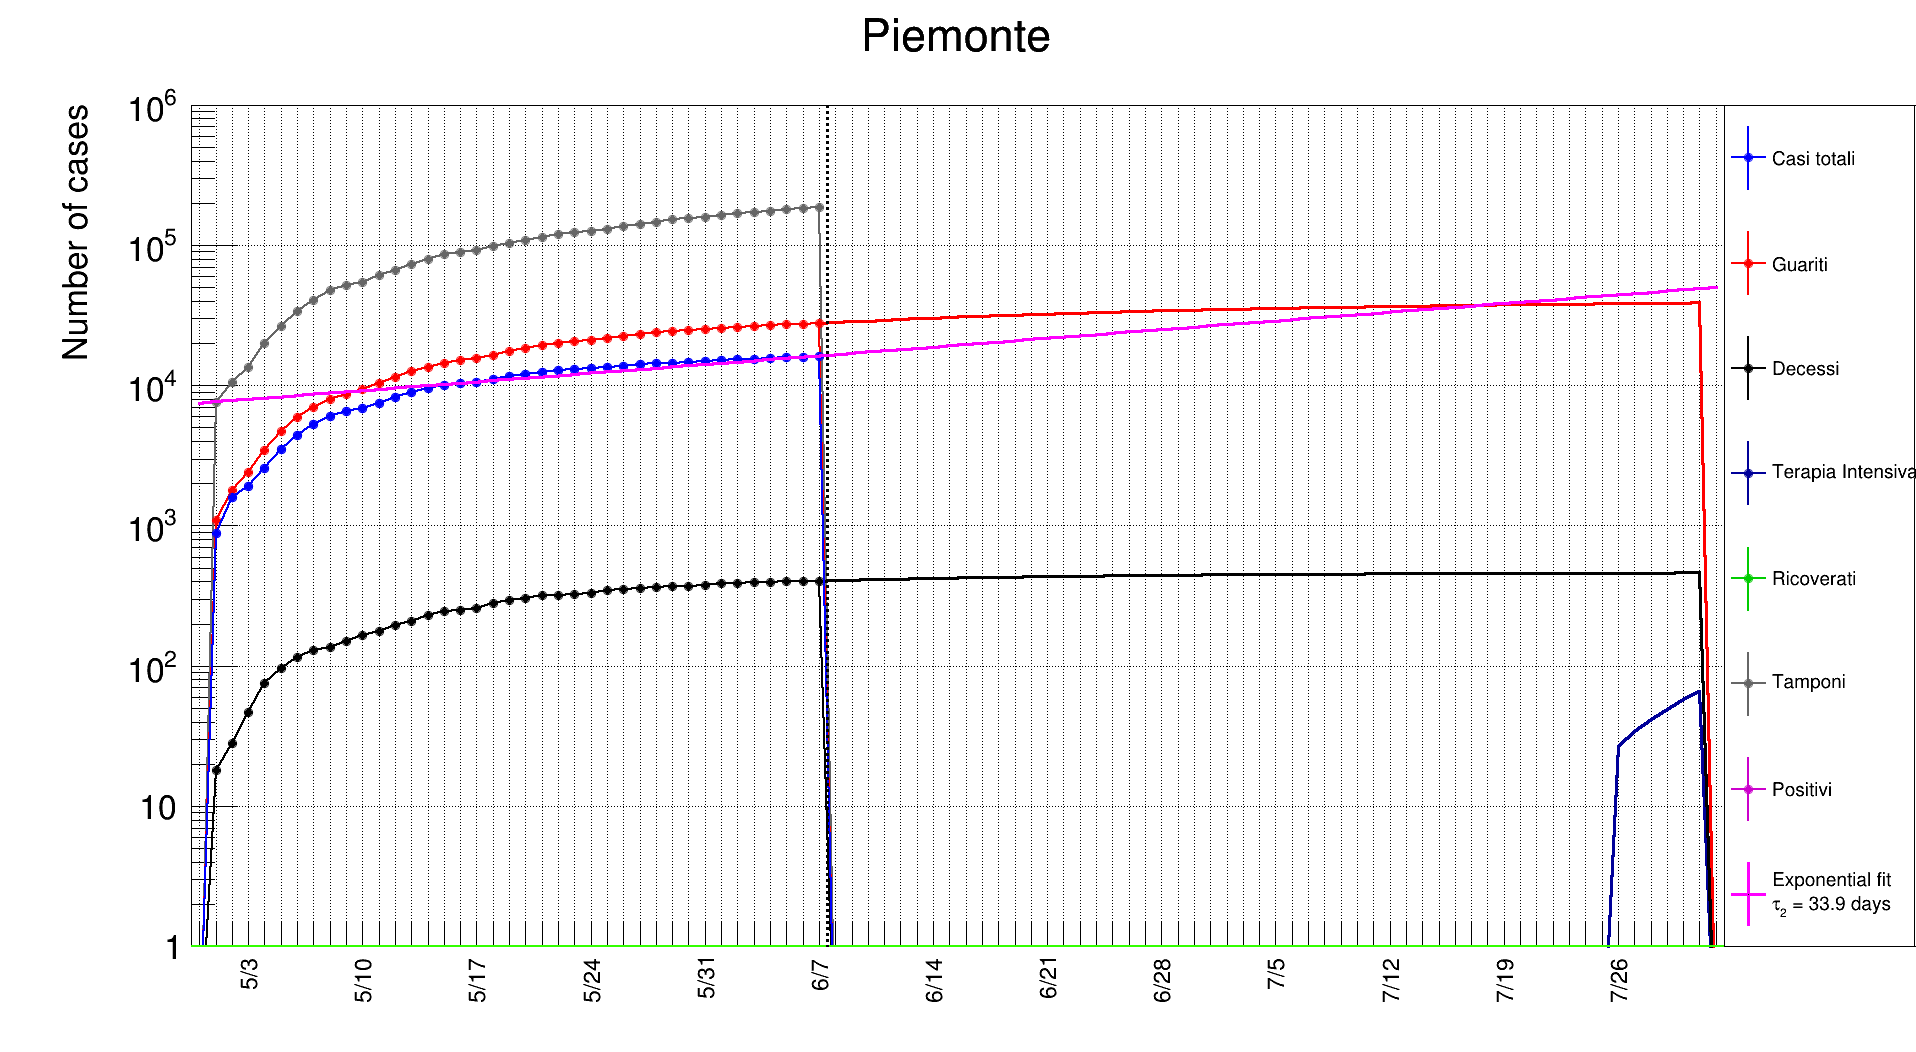 Piemonte
Number of cases
10^6
10^5
10^4
10^3
10^2
10
1
5/3
5/10
5/17
5/24
5/31
6/7
6/14
6/21
6/28
7/5
7/12
7/19
7/26
Casi totali
Guariti
Decessi
Terapia Intensiva
Ricoverati
Tamponi
Positivi
Exponential fit
τ₂ = 33.9 days